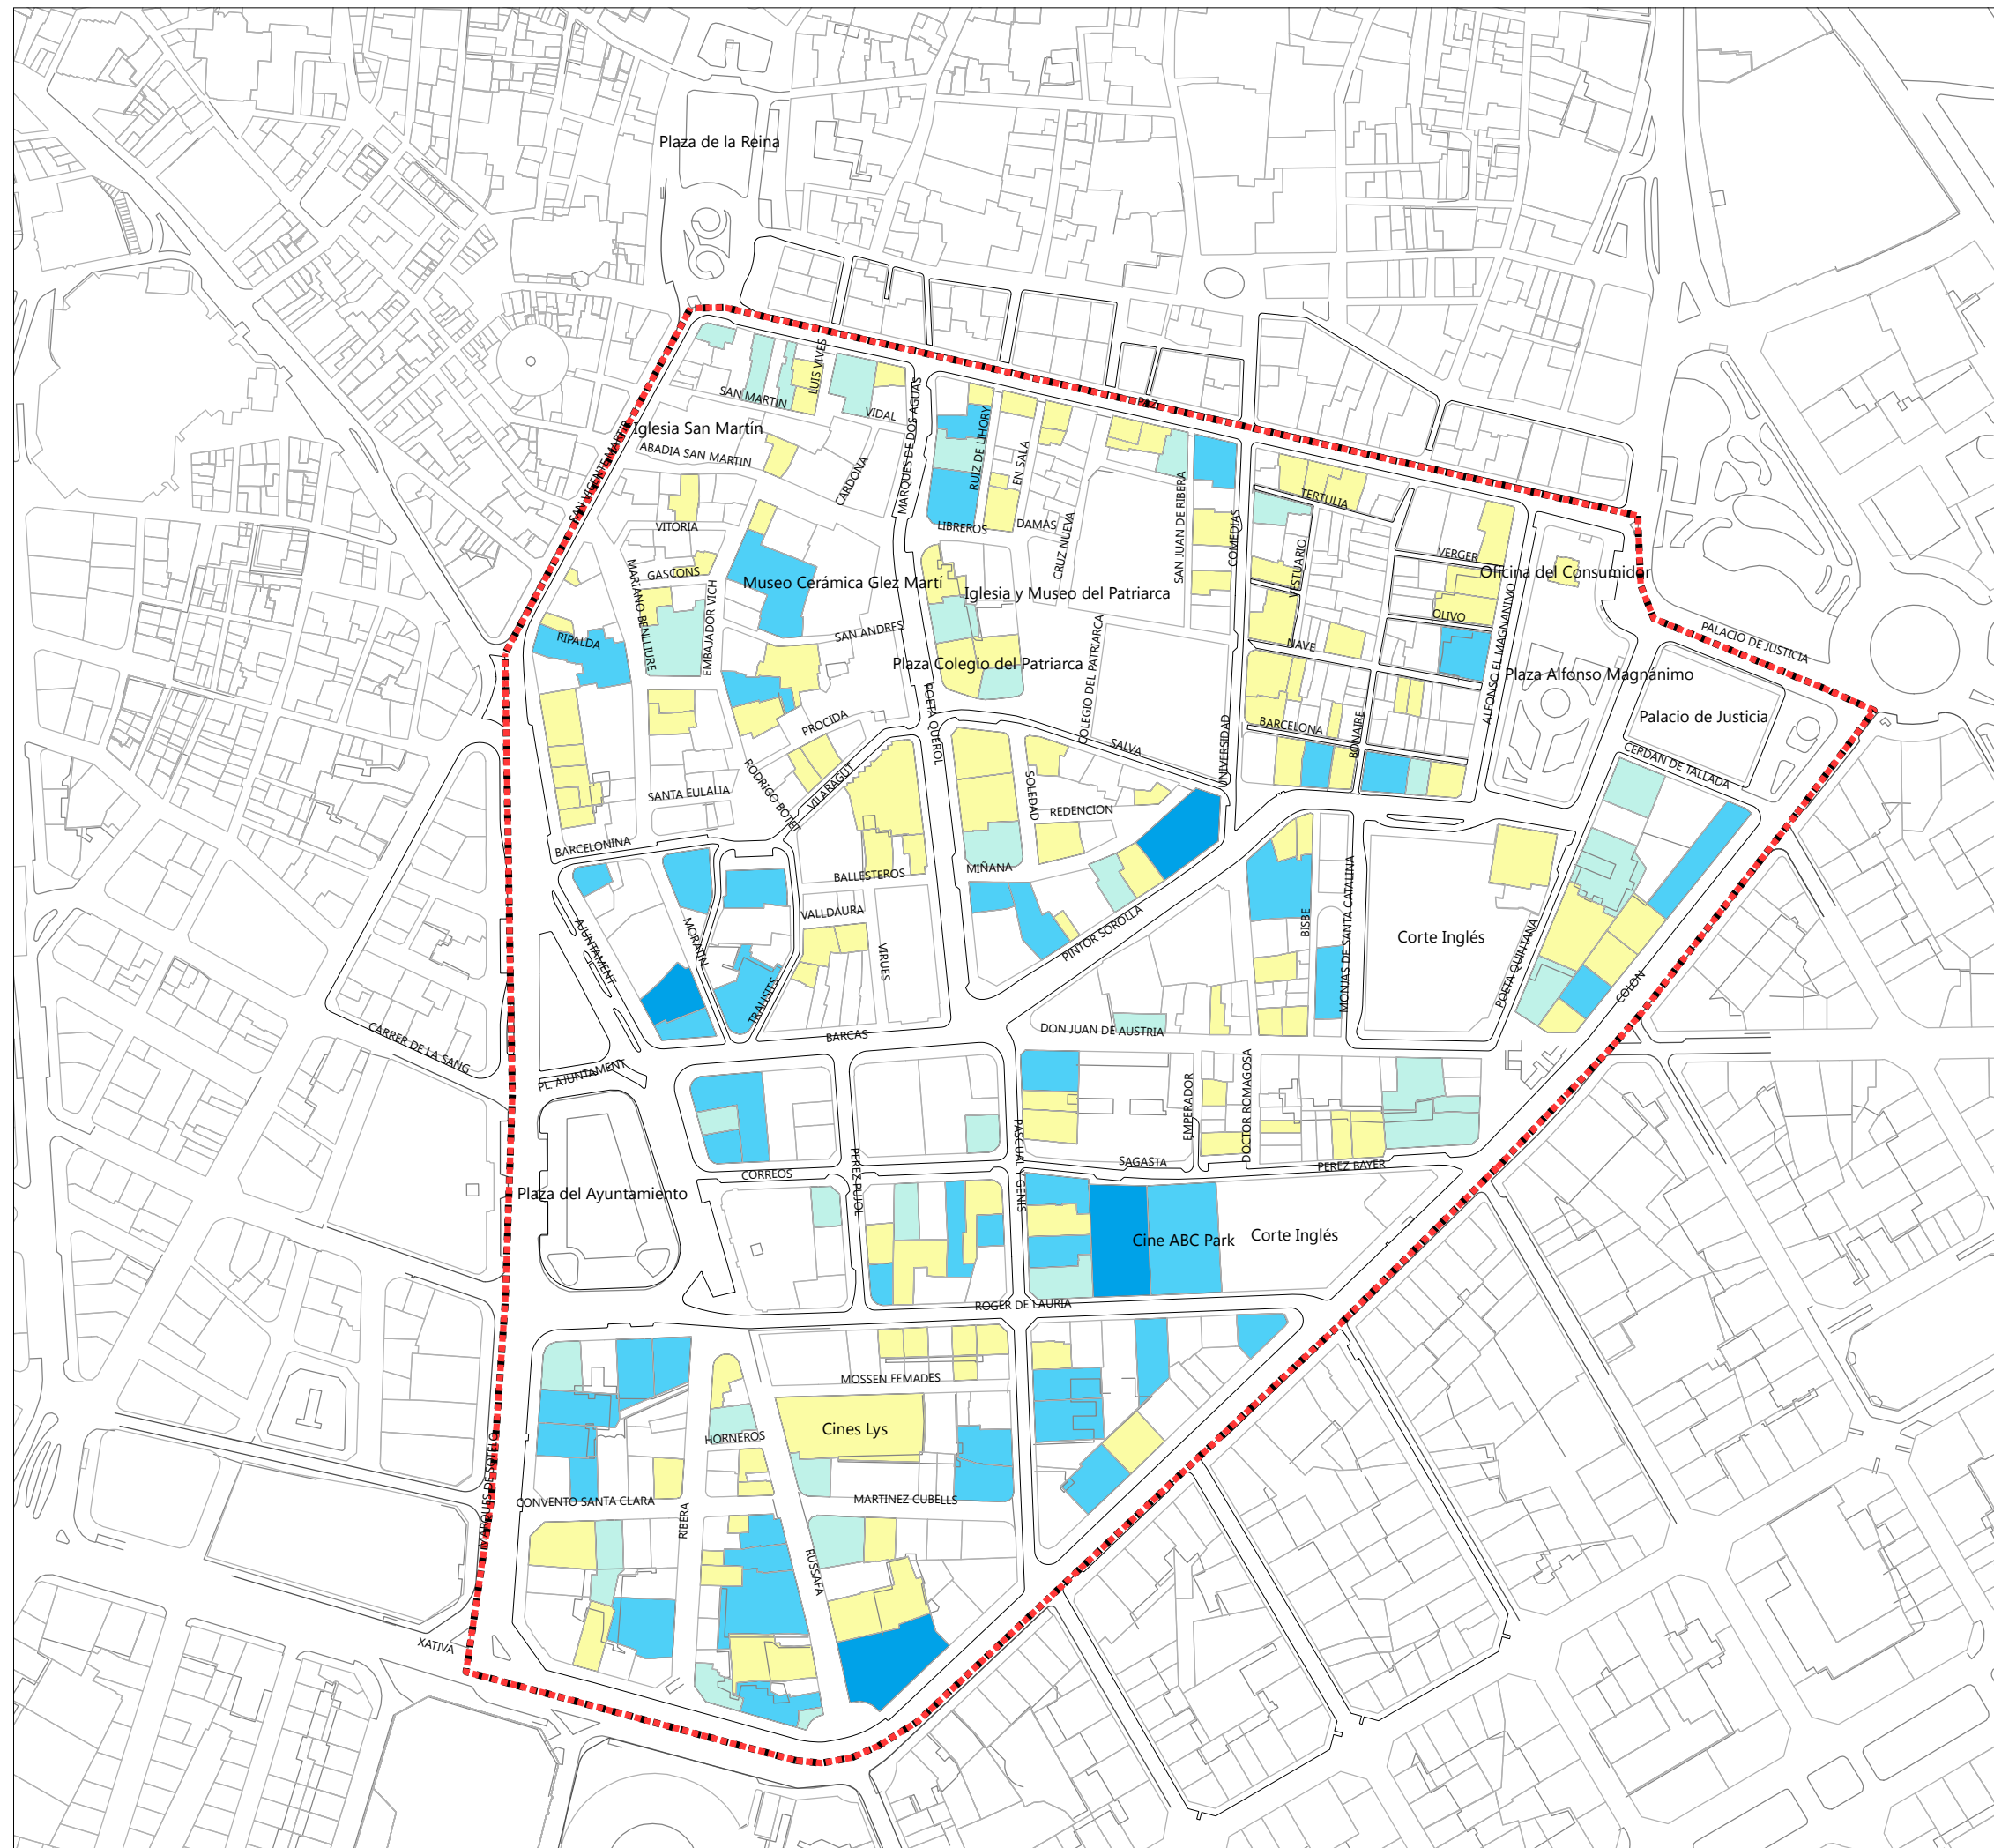 Plaza de la Reina
LUIS VIVES
SAN MARTIN
VIDAL
PAZ
MARQUES DE DOS AGUAS
RUIZ DE LIHORY
Iglesia San Martín
SAN VICENTE MARTIR
ABADIA SAN MARTIN
EN SALA
CARDONA
SAN JUAN DE RIBERA
TERTULIA
VITORIA
LIBREROS
DAMAS
CRUZ NUEVA
COMEDIAS
VESTUARIO
VERGER
MARIANO BENLLIURE
GASCONS
EMBAJADOR VICH
Museo Cerámica Glez Martí
Iglesia y Museo del Patriarca
Oficina del Consumidor
OLIVO
RIPALDA
SAN ANDRES
NAVE
PALACIO DE JUSTICIA
Plaza Colegio del Patriarca
COLEGIO DEL PATRIARCA
ALFONSO EL MAGNANIMO
Plaza Alfonso Magnánimo
POETA QUEROL
PROCIDA
BARCELONA
BONAIRE
Palacio de Justicia
SALVA
UNIVERSIDAD
CERDAN DE TALLADA
RODRIGO BOTET
VILARAGUT
SANTA EULALIA
SOLEDAD
REDENCION
BARCELONINA
BALLESTEROS
MIÑANA
VALLDAURA
AJUNTAMENT
MORATIN
VIRUES
PINTOR SOROLLA
BISBE
MONJAS DE SANTA CATALINA
Corte Inglés
POETA QUINTANA
COLON
TRANSITS
BARCAS
DON JUAN DE AUSTRIA
CARRER DE LA SANG
PL. AJUNTAMENT
EMPERADOR
DOCTOR ROMAGOSA
PASCUAL Y GENIS
SAGASTA
PEREZ BAYER
CORREOS
PEREZ PUJOL
Plaza del Ayuntamiento
Cine ABC Park
Corte Inglés
ROGER DE LAURIA
MOSSEN FEMADES
Cines Lys
HORNEROS
MARQUES DE SOTELO
CONVENTO SANTA CLARA
MARTINEZ CUBELLS
RIBERA
RUSSAFA
XATIVA